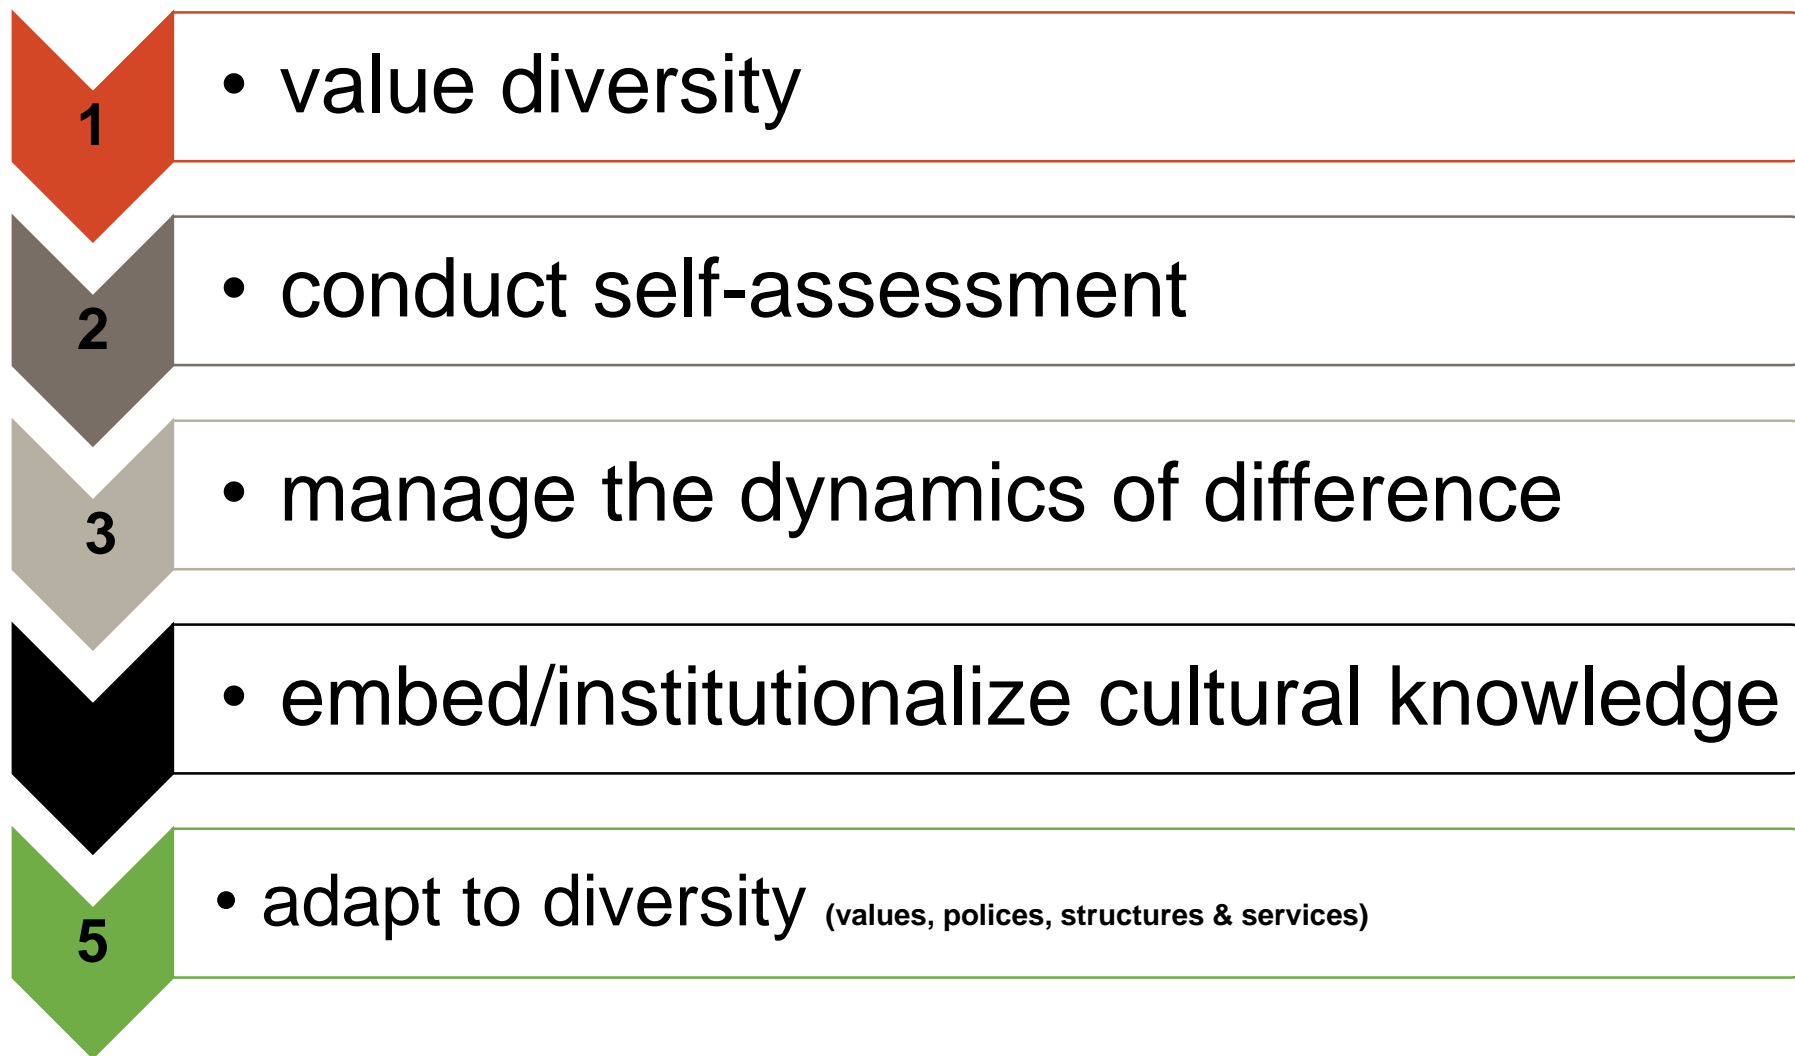 1
• value diversity
2
• conduct self-assessment
3
• manage the dynamics of difference
• embed/institutionalize cultural knowledge
5
• adapt to diversity (values, polices, structures & services)